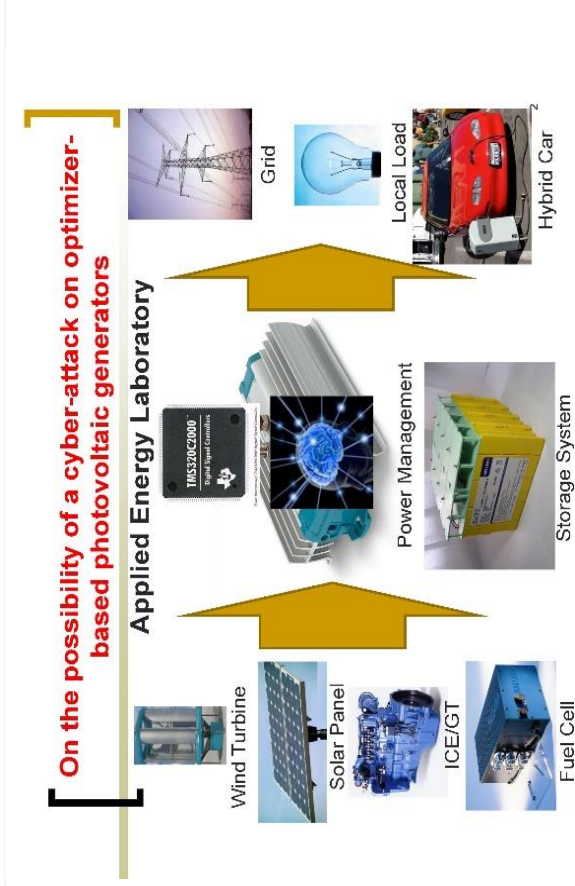 On the possibility of a cyber-attack on optimizer-
based photovoltaic generators
Applied Energy Laboratory
Wind Turbine
Solar Panel
ICE/GT
Fuel Cell
TMS320C2000™
Digital Signal Controllers
Power Management
Storage System
Grid
Local Load
Hybrid Car
2